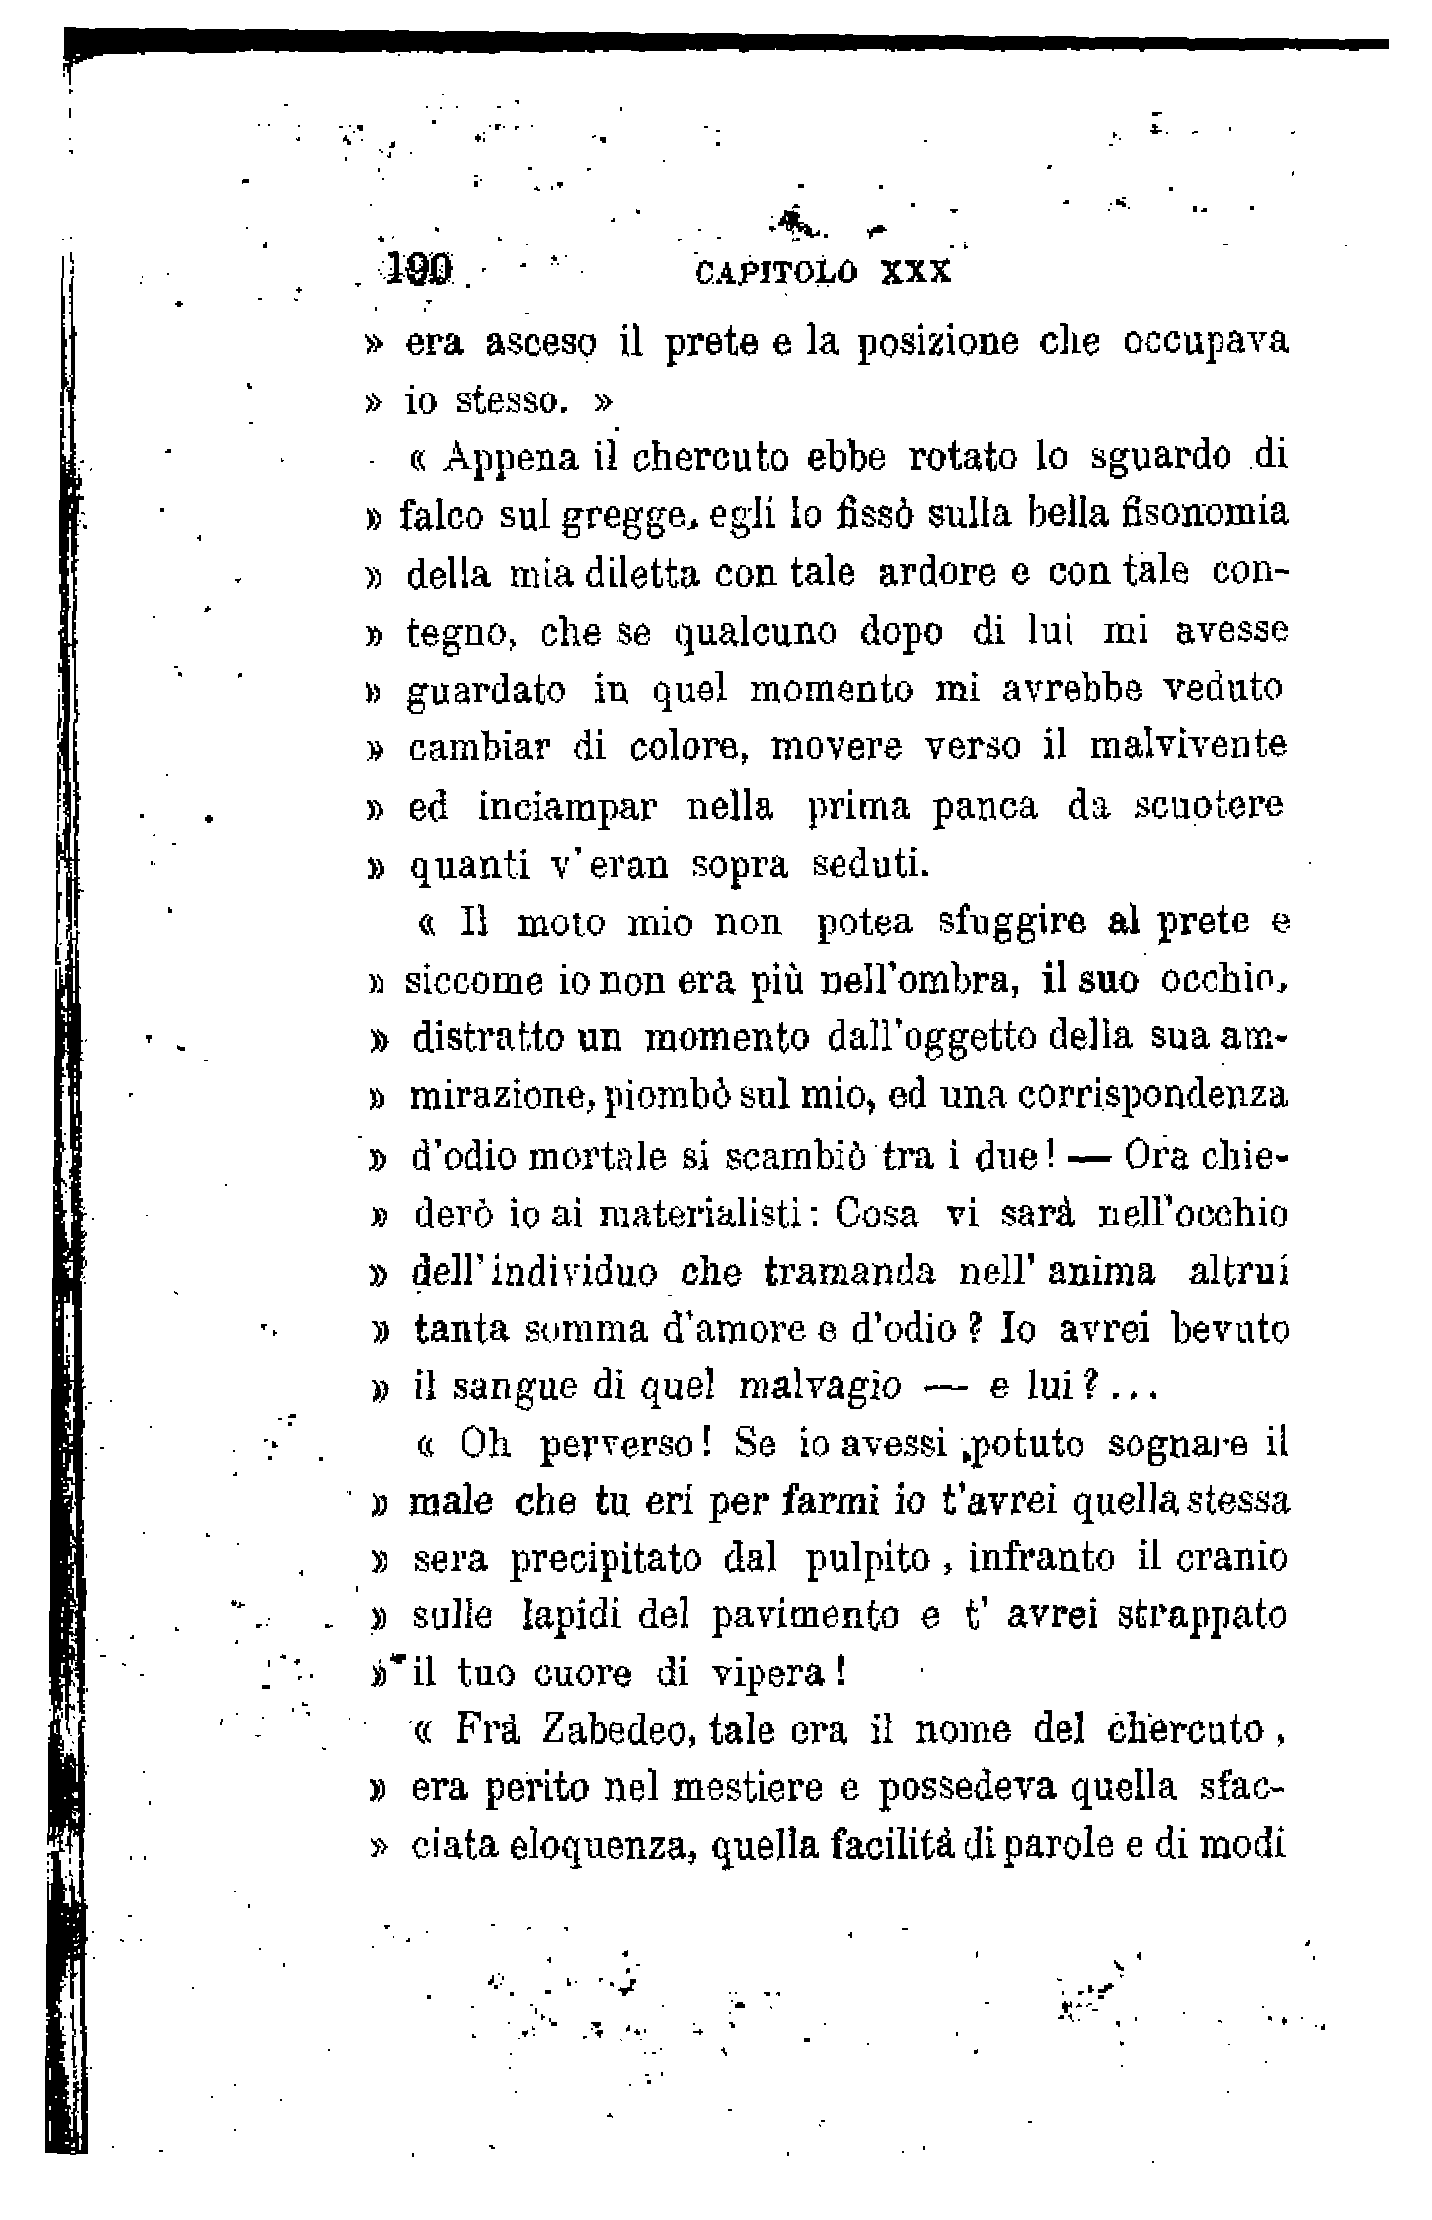 190 CAPITOLO XXX
» era asceso il prete e la posizione che occupava
» io stesso. »
« Appena il chercuto ebbe rotato lo sguardo di
» falco sul gregge, egli lo fissò sulla bella fisonomia
» della mia diletta con tale ardore e con tale con-
» tegno, che se qualcuno dopo di lui mi avesse
» guardato in quel momento mi avrebbe veduto
» cambiar di colore, movere verso il malvivente
» ed inciampar nella prima panca da scuotere
» quanti v'eran sopra seduti.
« Il moto mio non potea sfuggire al prete e
» siccome io non era più nell'ombra, il suo occhio,
» distratto un momento dall'oggetto della sua am-
» mirazione, piombò sul mio, ed una corrispondenza
» d'odio mortale si scambiò tra i due! — Ora chie-
» derò io ai materialisti: Cosa vi sarà nell'occhio
» dell'individuo che tramanda nell' anima altrui
» tanta somma d'amore e d'odio? Io avrei bevuto
» il sangue di quel malvagio — e lui?...
« Oh perverso! Se io avessi potuto sognare il
» male che tu eri per farmi io t'avrei quella stessa
» sera precipitato dal pulpito, infranto il cranio
» sulle lapidi del pavimento e t' avrei strappato
» il tuo cuore di vipera!
« Frà Zabedeo, tale era il nome del chercuto,
» era perito nel mestiere e possedeva quella sfac-
» ciata eloquenza, quella facilità di parole e di modi